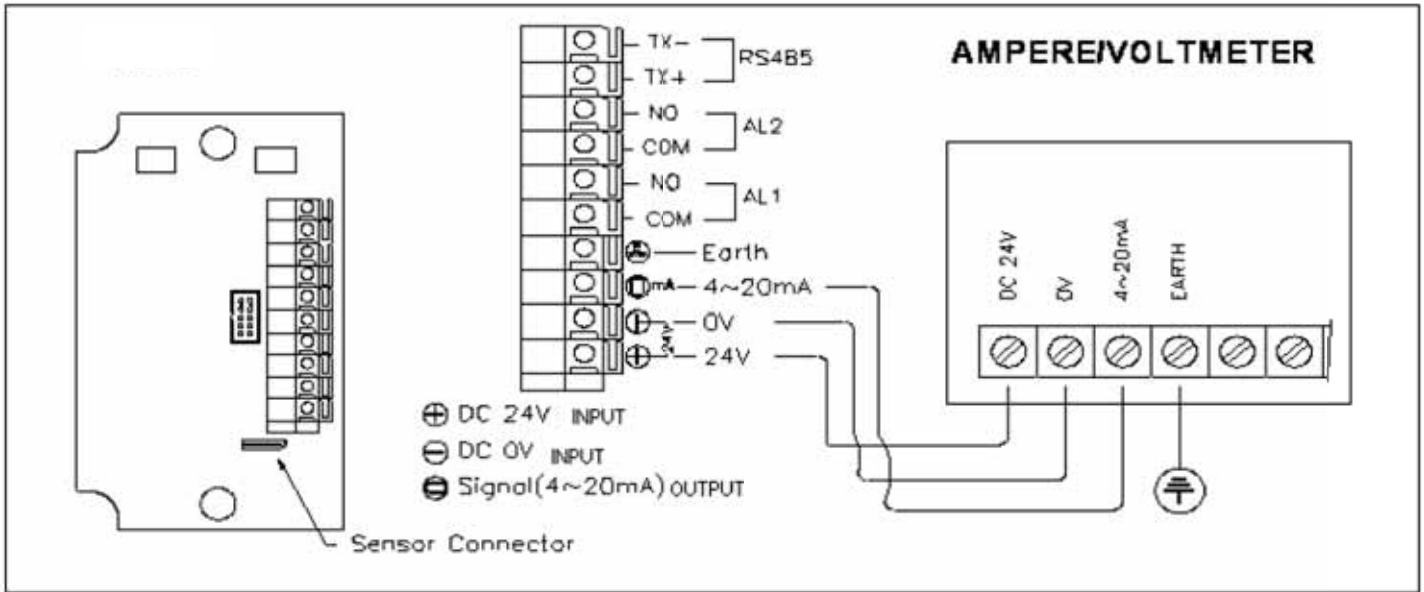 AMPERE/VOLTMETER
TX-
TX+
RS485
NO
COM
AL2
NO
COM
AL1
Earth
mA
4~20mA
0V
24V
24V
DC 24V
0V
4~20mA
EARTH
DC 24V INPUT
DC 0V INPUT
Signal(4~20mA) OUTPUT
Sensor Connector